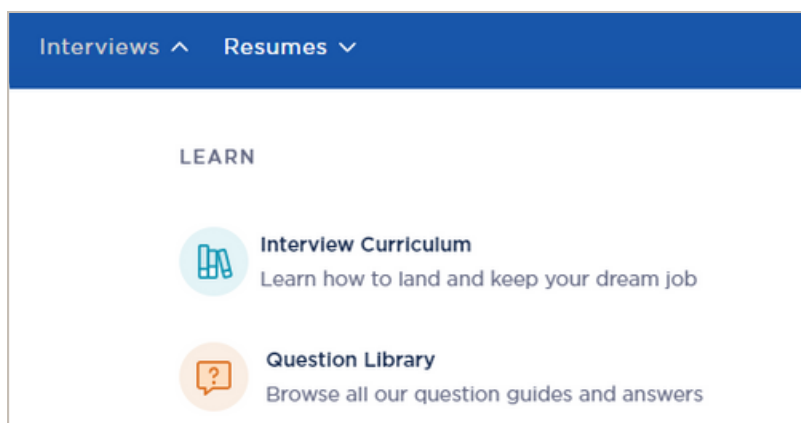 Interviews Resumes
LEARN
Interview Curriculum
Learn how to land and keep your dream job
?
Question Library
Browse all our question guides and answers